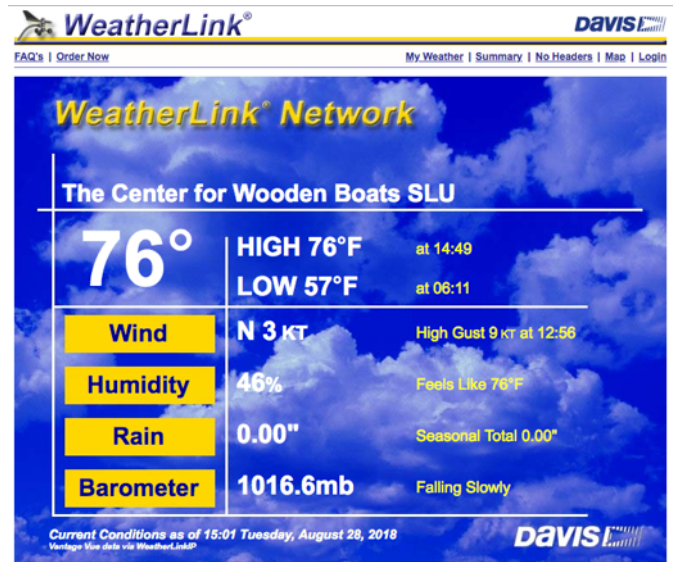 WeatherLink®
DAVIS
FAQ's | Order Now
My Weather | Summary | No Headers | Map | Login
WeatherLink® Network
The Center for Wooden Boats SLU
76°
HIGH 76°F at 14:49
LOW 57°F at 06:11
Wind N 3 KT High Gust 9 KT at 12:56
Humidity 46% Feels Like 76°F
Rain 0.00" Seasonal Total 0.00"
Barometer 1016.6mb Falling Slowly
Current Conditions as of 15:01 Tuesday, August 28, 2018
Vantage Vue data via WeatherLinkIP
DAVIS